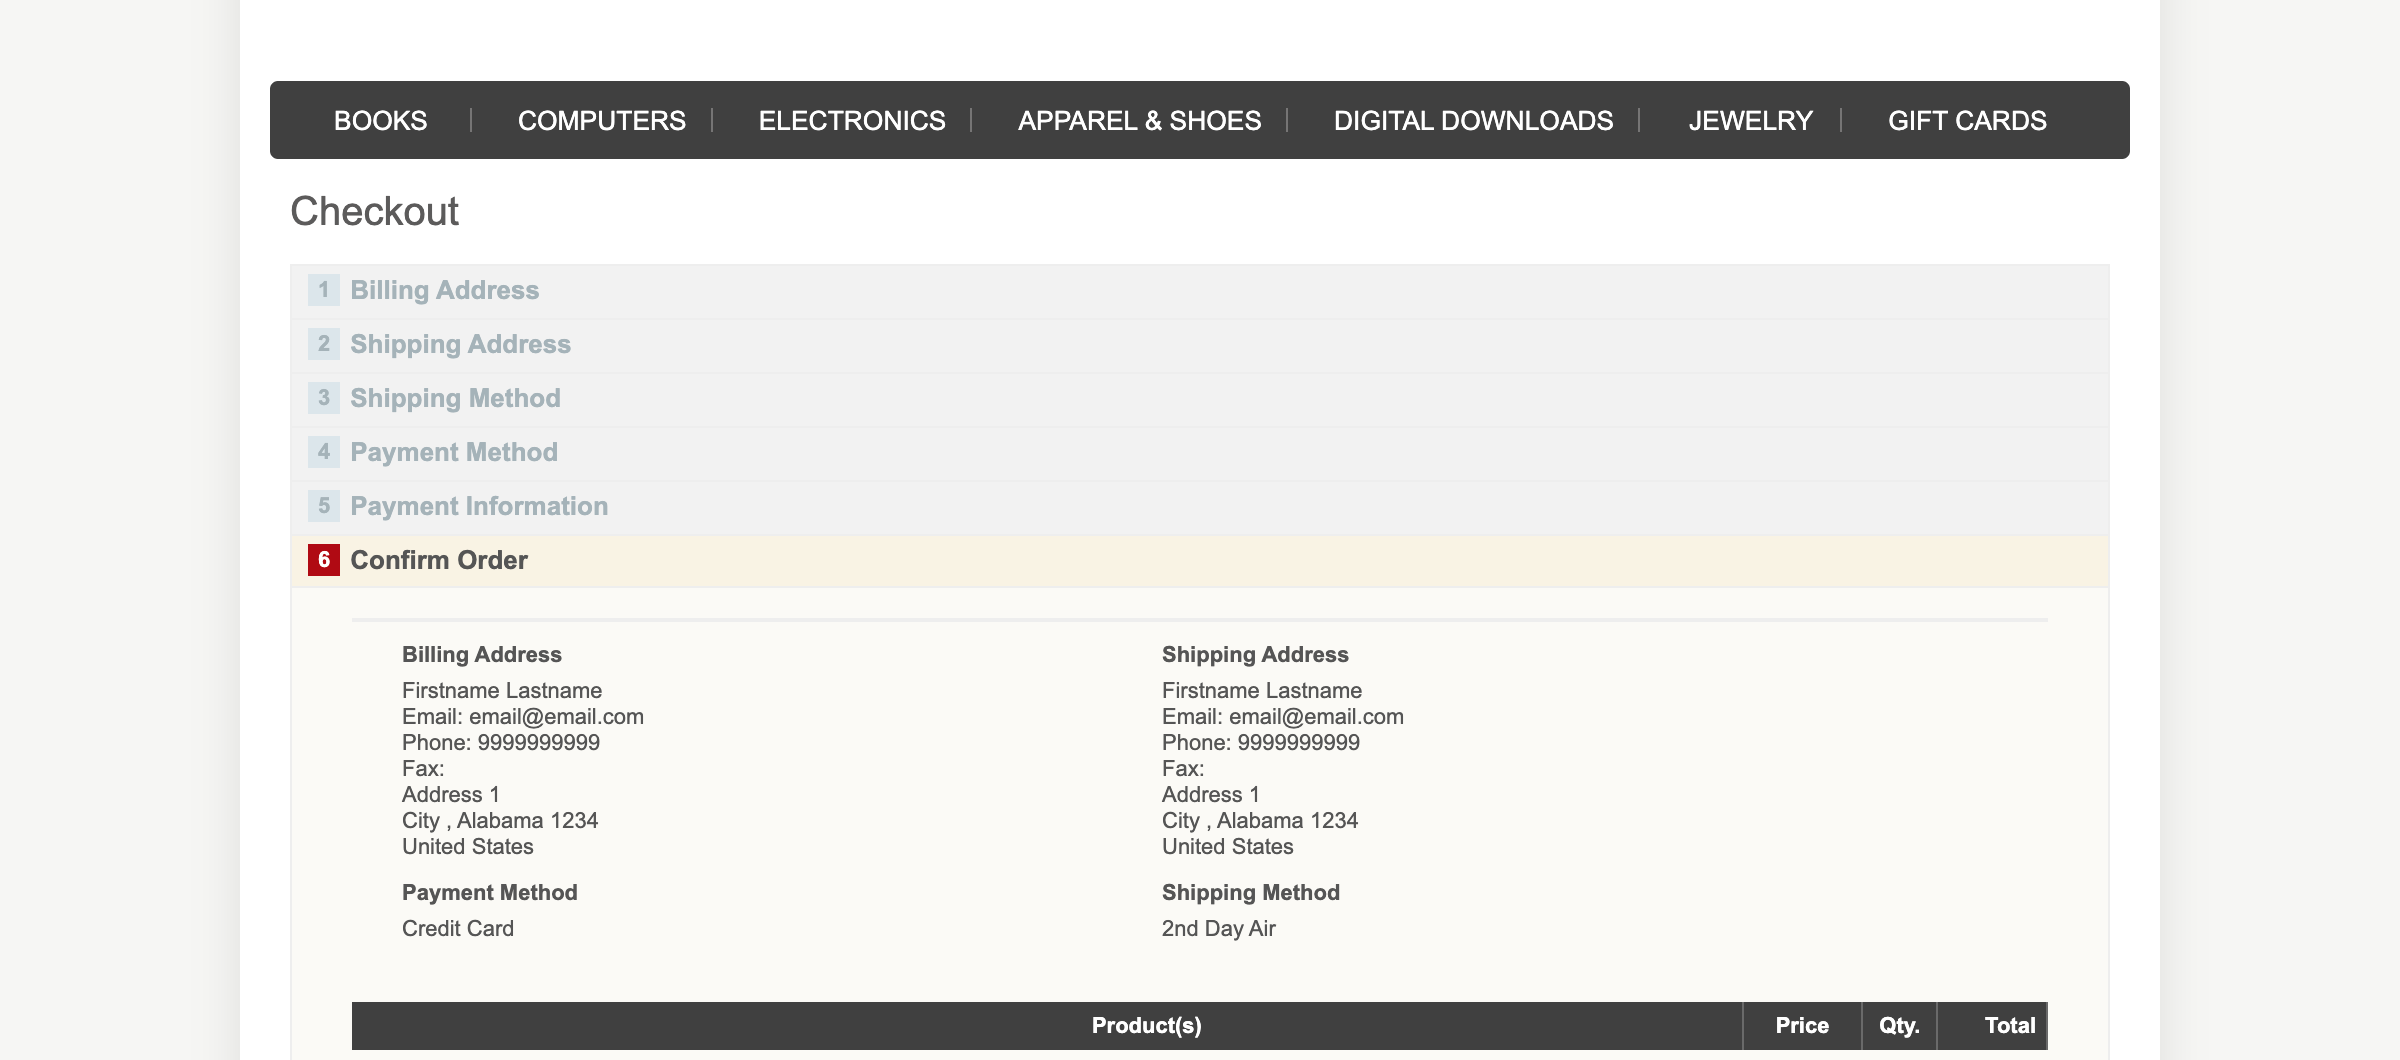 BOOKS COMPUTERS ELECTRONICS APPAREL & SHOES DIGITAL DOWNLOADS JEWELRY GIFT CARDS
Checkout
1 Billing Address
2 Shipping Address
3 Shipping Method
4 Payment Method
5 Payment Information
6 Confirm Order
Billing Address
Firstname Lastname
Email: email@email.com
Phone: 9999999999
Fax:
Address 1
City , Alabama 1234
United States
Payment Method
Credit Card
Shipping Address
Firstname Lastname
Email: email@email.com
Phone: 9999999999
Fax:
Address 1
City , Alabama 1234
United States
Shipping Method
2nd Day Air
Product(s) Price Qty. Total